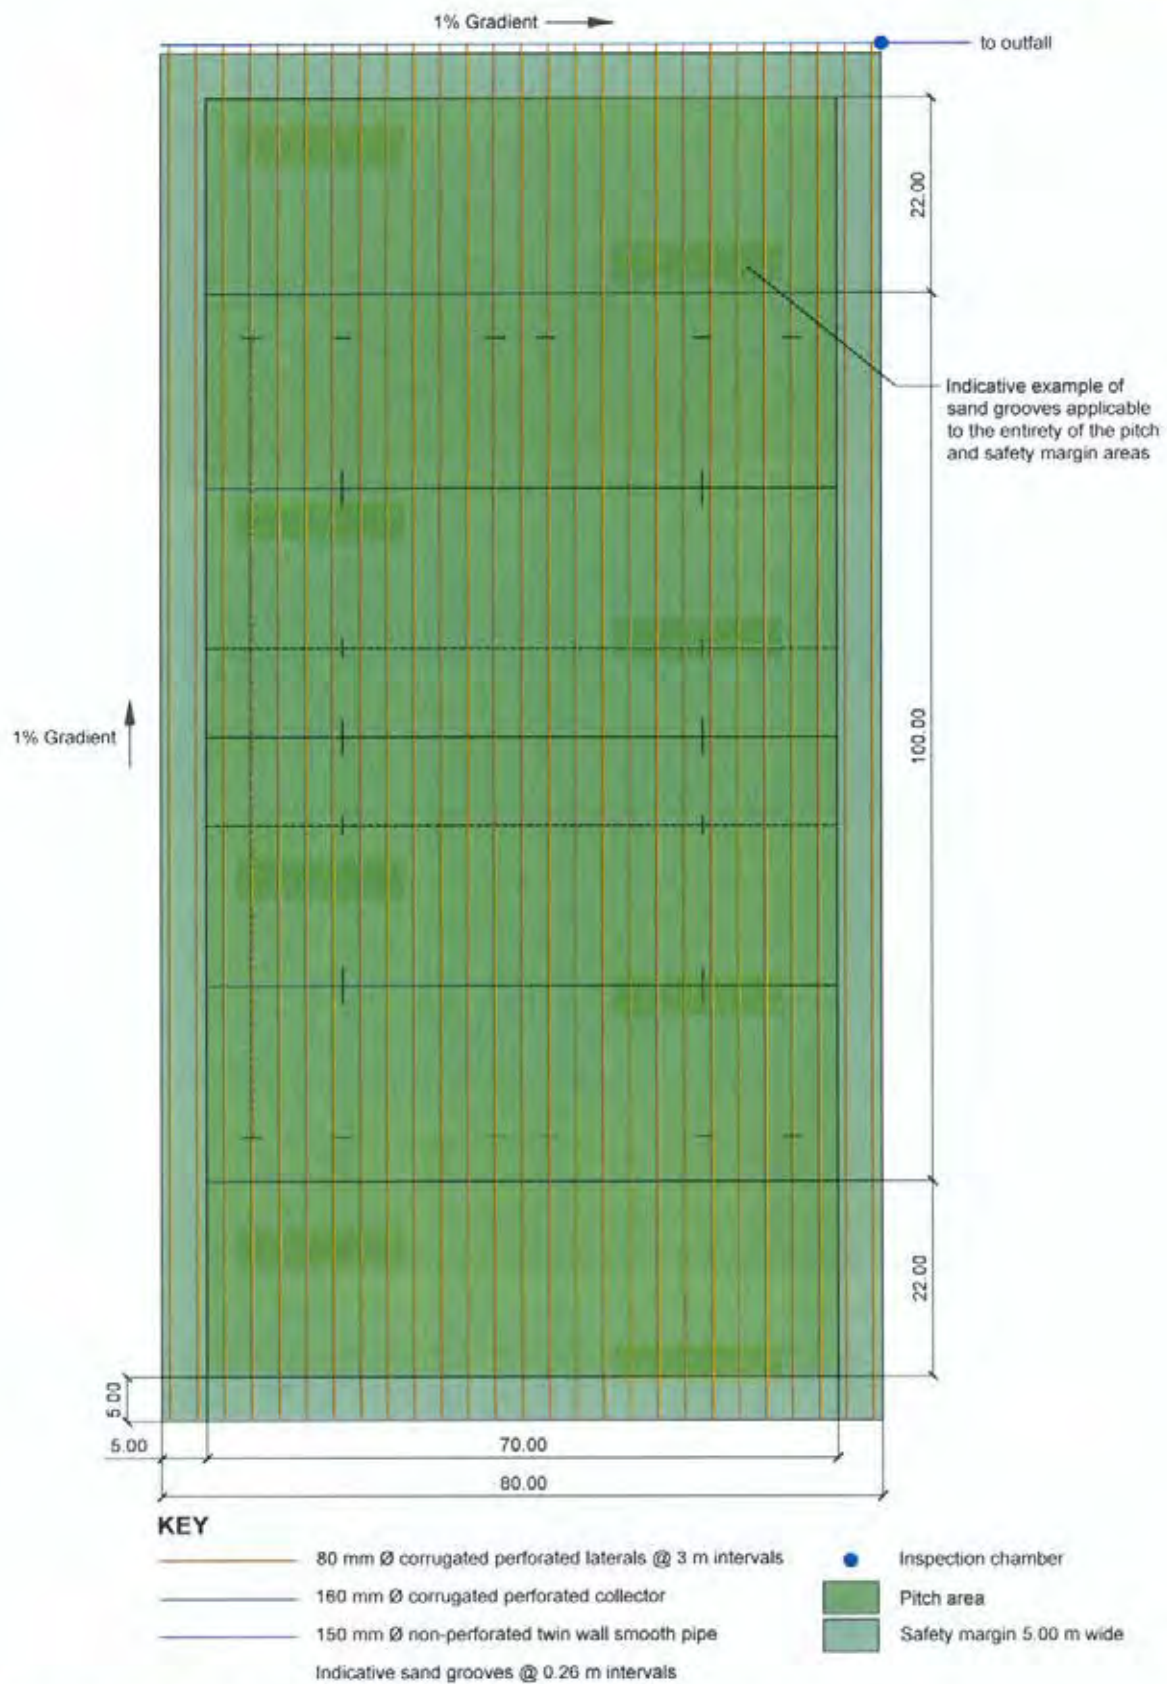 1% Gradient
to outfall
22.00
Indicative example of
sand grooves applicable
to the entirety of the pitch
and safety margin areas
100.00
1% Gradient
22.00
5.00
5.00
70.00
80.00
KEY
80 mm Ø corrugated perforated laterals @ 3 m intervals
160 mm Ø corrugated perforated collector
150 mm Ø non-perforated twin wall smooth pipe
Indicative sand grooves @ 0.26 m intervals
Inspection chamber
Pitch area
Safety margin 5.00 m wide